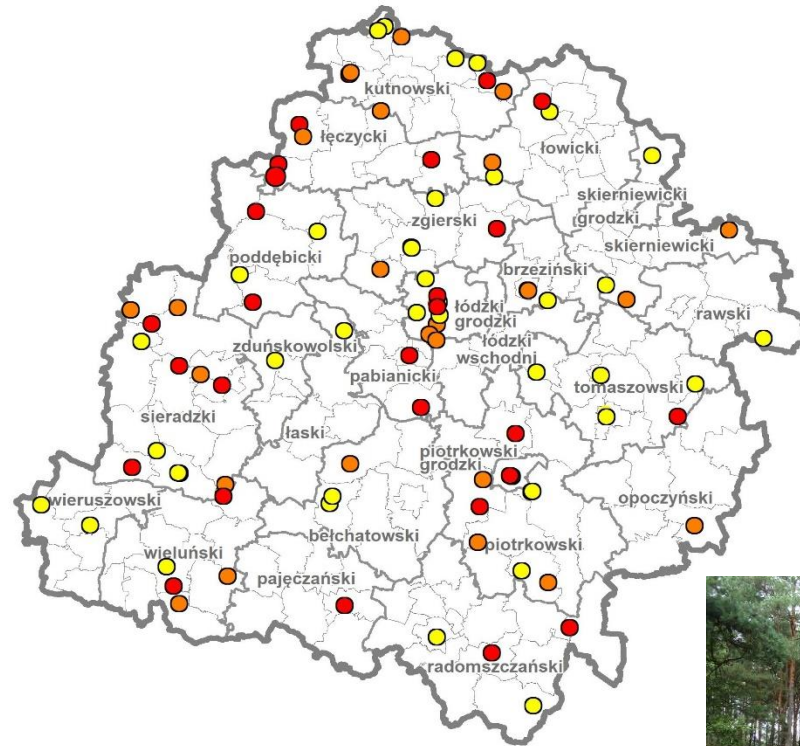 kutnowski
łęczycki
łowicki
skierniewicki
grodzki
zgierski
skierniewicki
poddębicki
brzeziński
rawski
łódzki
grodzki
zduńskowolski
łódzki
wschodni
pabianicki
tomaszowski
sieradzki
łaski
piotrkowski
grodzki
wieruszowski
opoczyński
bełchatowski
piotrkowski
wieluński
pajęczański
radomszczański